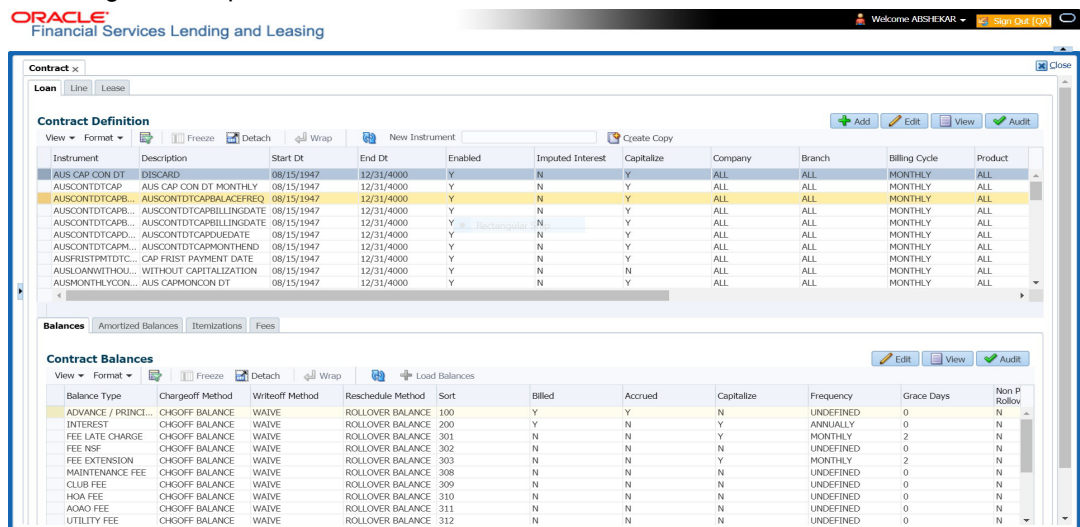 ORACLE®
Financial Services Lending and Leasing
Welcome ABSHEKAR
Sign Out (QA)
Contract ×
Close
Loan Line Lease
Contract Definition
Add Edit View Audit
View Format Freeze Detach Wrap New Instrument Create Copy
Instrument Description Start Dt End Dt Enabled Imputed Interest Capitalize Company Branch Billing Cycle Product
AUS CAP CON DT DISCARD 08/15/1947 12/31/4000 Y N Y ALL ALL MONTHLY ALL
AUSCONTDTCAP AUS CAP CON DT MONTHLY 08/15/1947 12/31/4000 Y N Y ALL ALL MONTHLY ALL
AUSCONTDTCAPB... AUSCONTDTCAPBALACEFREQ 08/15/1947 12/31/4000 Y N Y ALL ALL MONTHLY ALL
AUSCONTDTCAPB... AUSCONTDTCAPBILLINGDATE 08/15/1947 12/31/4000 Y N Y ALL ALL MONTHLY ALL
AUSCONTDTCAPB... AUSCONTDTCAPBILLINGDATE 08/15/1947 12/31/4000 Y N Y ALL ALL MONTHLY ALL
AUSCONTDTCAPD... AUSCONTDTCAPDUEDATE 08/15/1947 12/31/4000 Y N Y ALL ALL MONTHLY ALL
AUSCONTDTCAPM... AUSCONTDTCAPMONTHEND 08/15/1947 12/31/4000 Y N Y ALL ALL MONTHLY ALL
AUSFRISTPMTDTC... CAP FRIST PAYMENT DATE 08/15/1947 12/31/4000 Y N Y ALL ALL MONTHLY ALL
AUSLOANWITHOU... WITHOUT CAPITALIZATION 08/15/1947 12/31/4000 Y N N ALL ALL MONTHLY ALL
AUSMONTHLYCON... AUS CAPMONCON DT 08/15/1947 12/31/4000 Y N Y ALL ALL MONTHLY ALL
Balances Amortized Balances Itemizations Fees
Contract Balances
Edit View Audit
View Format Freeze Detach Wrap Load Balances
Balance Type Chargeoff Method Writeoff Method Reschedule Method Sort Billed Accrued Capitalize Frequency Grace Days Non P
Rollov
ADVANCE / PRINCI... CHGOFF BALANCE WAIVE ROLLOVER BALANCE 100 Y Y N UNDEFINED 0 N
INTEREST CHGOFF BALANCE WAIVE ROLLOVER BALANCE 200 Y N Y ANNUALLY 0 N
FEE LATE CHARGE CHGOFF BALANCE WAIVE ROLLOVER BALANCE 301 N N Y MONTHLY 2 N
FEE NSF CHGOFF BALANCE WAIVE ROLLOVER BALANCE 302 N N N UNDEFINED 0 N
FEE EXTENSION CHGOFF BALANCE WAIVE ROLLOVER BALANCE 303 N N Y MONTHLY 2 N
MAINTENANCE FEE CHGOFF BALANCE WAIVE ROLLOVER BALANCE 308 N N N UNDEFINED 0 N
CLUB FEE CHGOFF BALANCE WAIVE ROLLOVER BALANCE 309 N N N UNDEFINED 0 N
HOA FEE CHGOFF BALANCE WAIVE ROLLOVER BALANCE 310 N N N UNDEFINED 0 N
AOAO FEE CHGOFF BALANCE WAIVE ROLLOVER BALANCE 311 N N N UNDEFINED 0 N
UTILITY FEE CHGOFF BALANCE WAIVE ROLLOVER BALANCE 312 N N N UNDEFINED 0 N